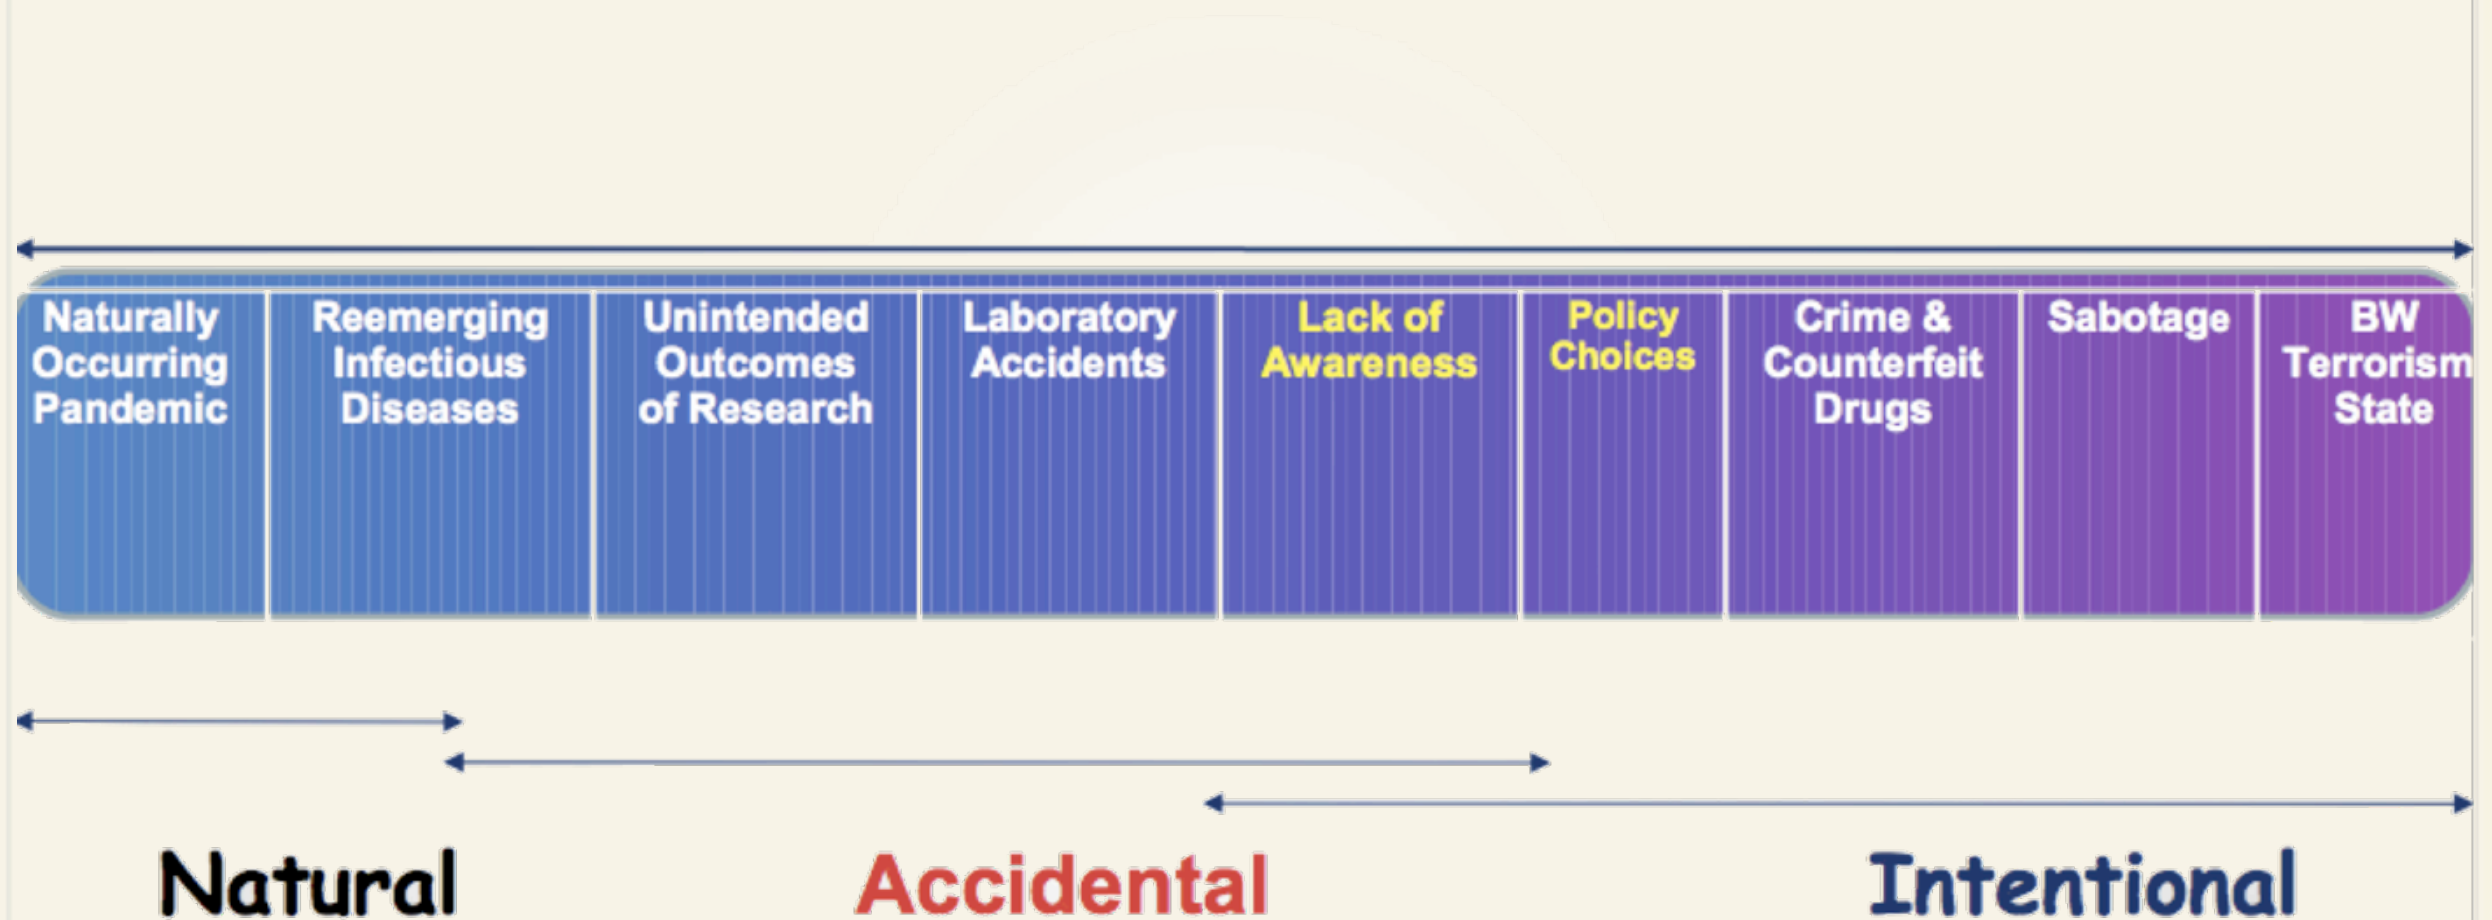 Naturally
Occurring
Pandemic
Reemerging
Infectious
Diseases
Unintended
Outcomes
of Research
Laboratory
Accidents
Lack of
Awareness
Policy
Choices
Crime &
Counterfeit
Drugs
Sabotage
BW
Terrorism
State
Natural
Accidental
Intentional